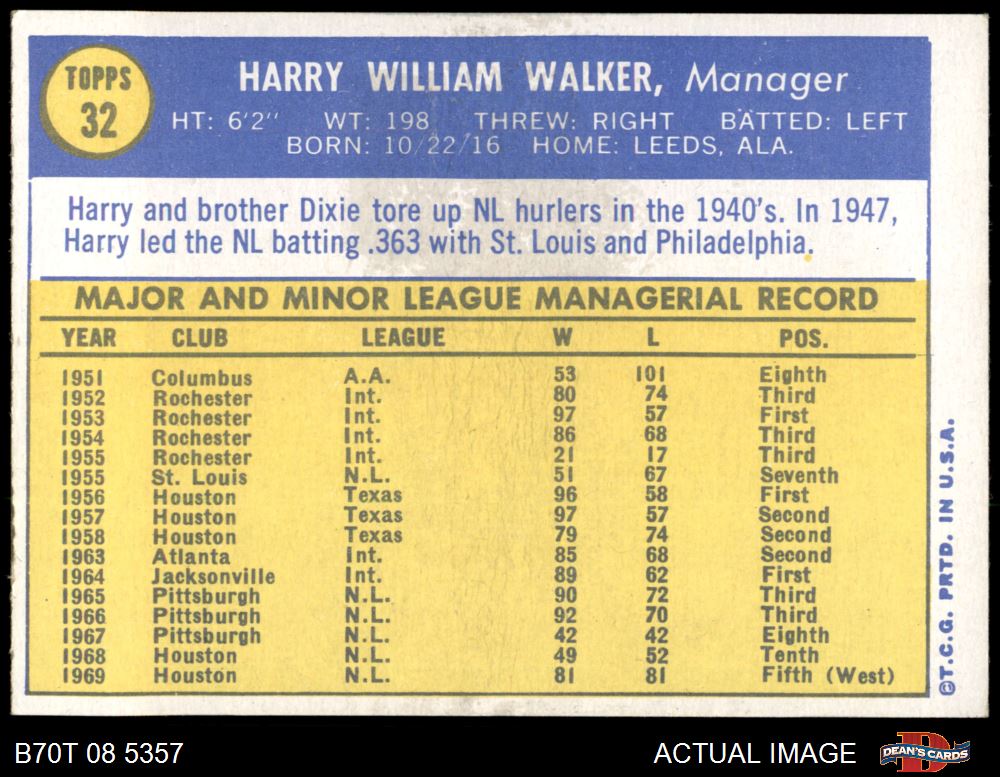 TOPPS
32
HARRY WILLIAM WALKER, Manager
HT: 6'2" WT: 198 THREW: RIGHT BATTED: LEFT
BORN: 10/22/16 HOME: LEEDS, ALA.
Harry and brother Dixie tore up NL hurlers in the 1940's. In 1947,
Harry led the NL batting .363 with St. Louis and Philadelphia.
MAJOR AND MINOR LEAGUE MANAGERIAL RECORD
YEAR CLUB LEAGUE W L POS.
1951 Columbus A.A. 53 101 Eighth
1952 Rochester Int. 80 74 Third
1953 Rochester Int. 97 57 First
1954 Rochester Int. 86 68 Third
1955 Rochester Int. 21 17 Third
1955 St. Louis N.L. 51 67 Seventh
1956 Houston Texas 96 58 First
1957 Houston Texas 97 57 Second
1958 Houston Texas 79 74 Second
1963 Atlanta Int. 85 68 Second
1964 Jacksonville Int. 89 62 First
1965 Pittsburgh N.L. 90 72 Third
1966 Pittsburgh N.L. 92 70 Third
1967 Pittsburgh N.L. 42 42 Eighth
1968 Houston N.L. 49 52 Tenth
1969 Houston N.L. 81 81 Fifth (West)
©T.C.G. PRTD. IN U.S.A.
B70T 08 5357 ACTUAL IMAGE DEAN'S CARDS